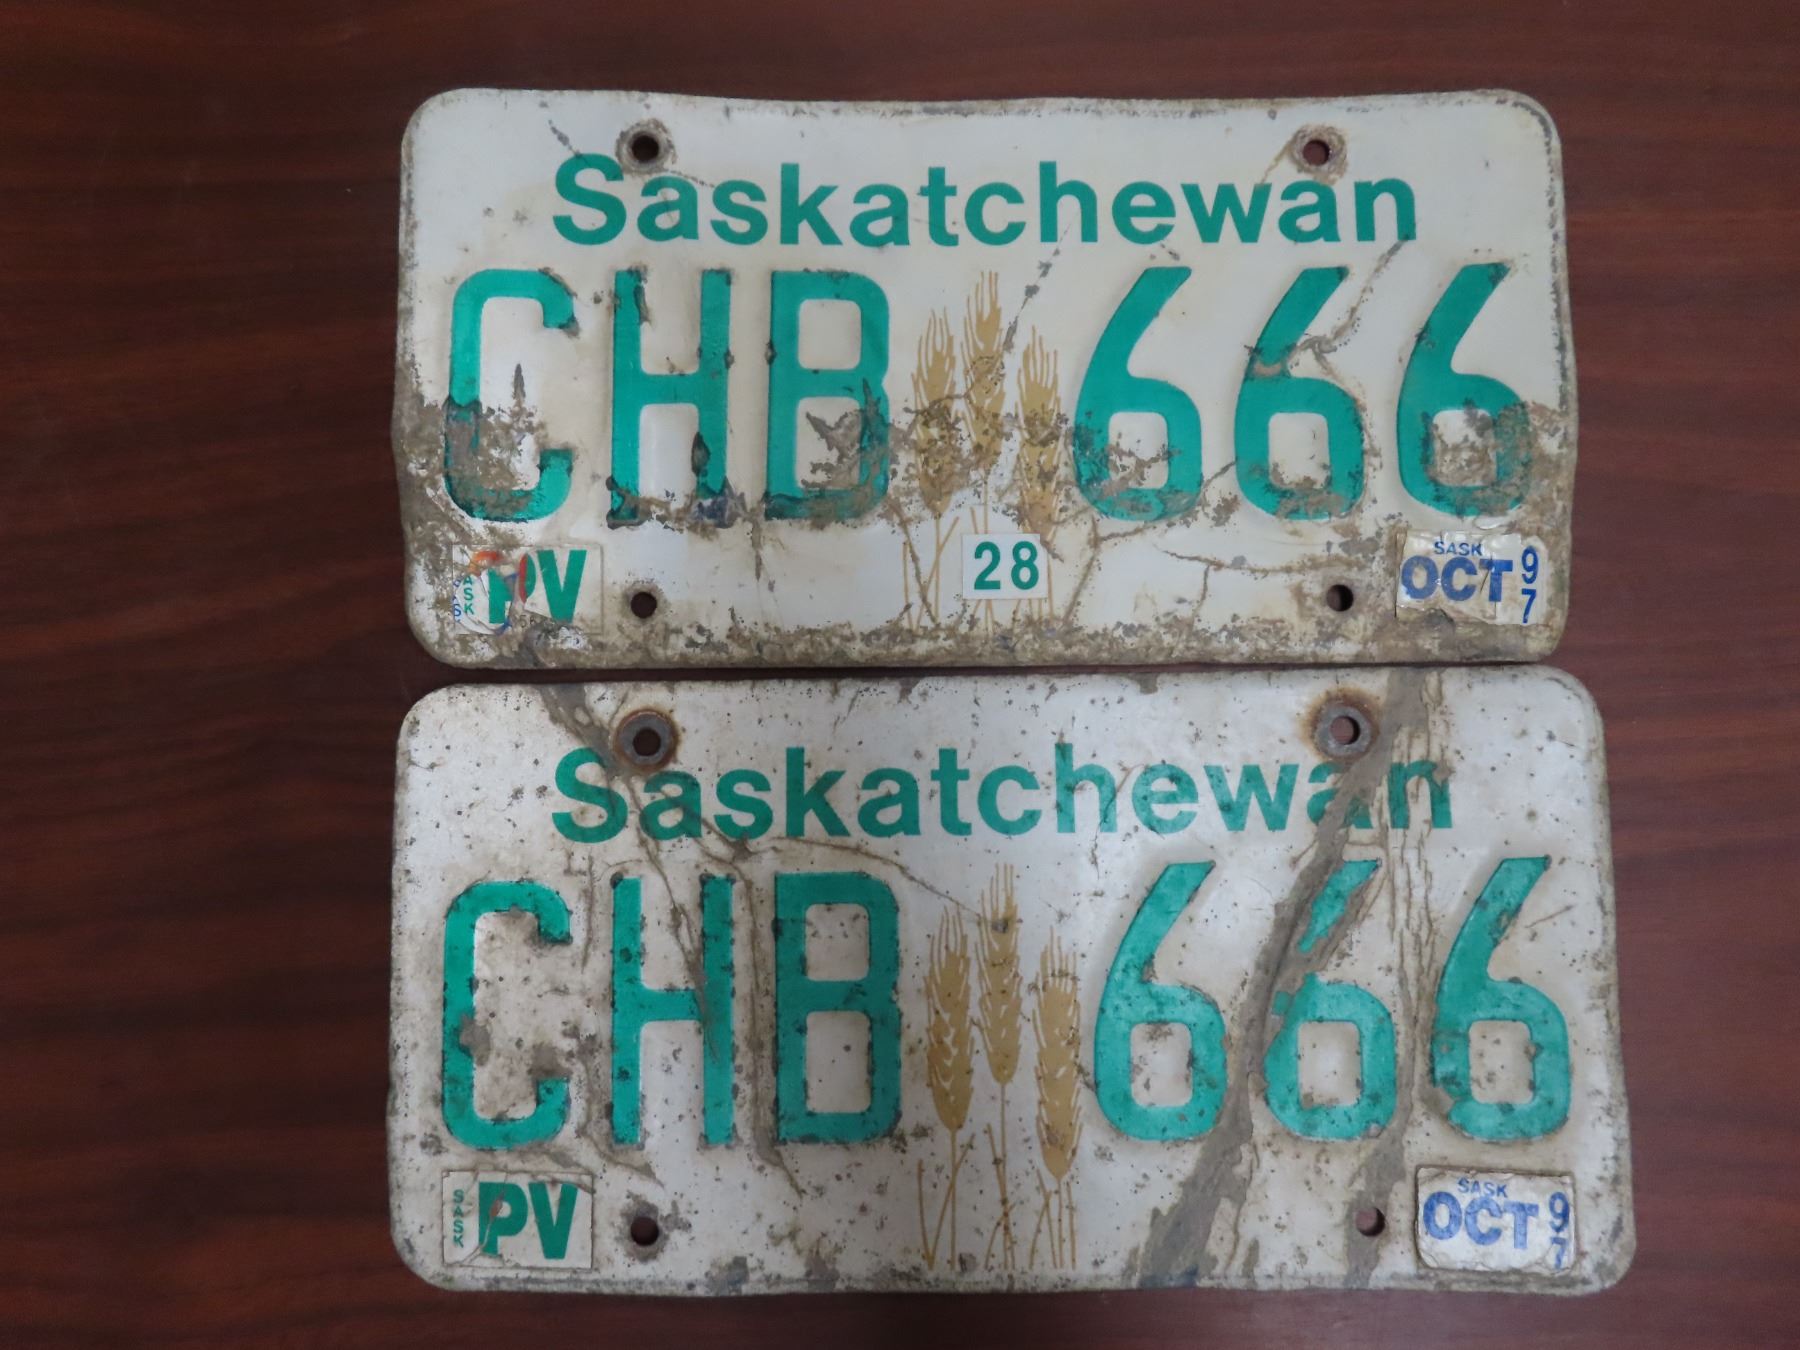 Saskatchewan
CHB 666
SASK PV
28
SASK OCT 97
Saskatchewan
CHB 666
SASK PV
SASK OCT 97